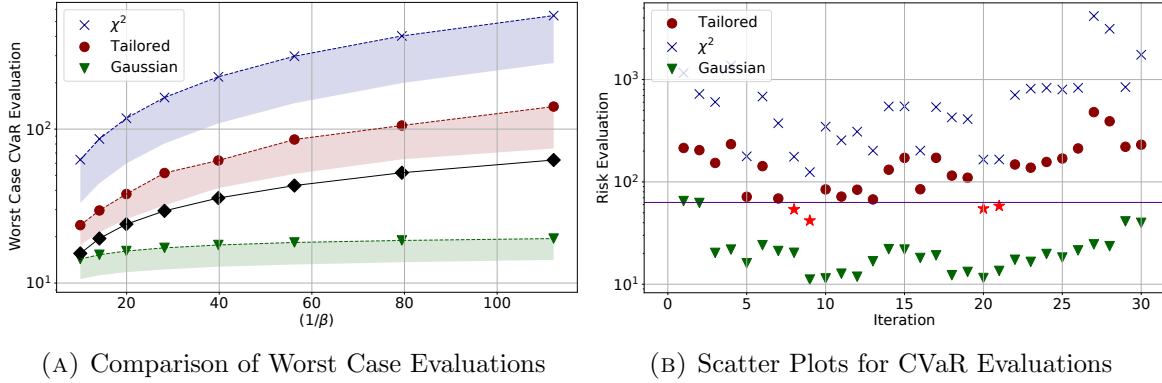 χ²
Tailored
Gaussian
10²
10¹
Worst Case CVaR Evaluation
20
40
60
80
100
(1/β)
(A) Comparison of Worst Case Evaluations
Tailored
χ²
Gaussian
10³
10²
10¹
Risk Evaluation
0
5
10
15
20
25
30
Iteration
(B) Scatter Plots for CVaR Evaluations